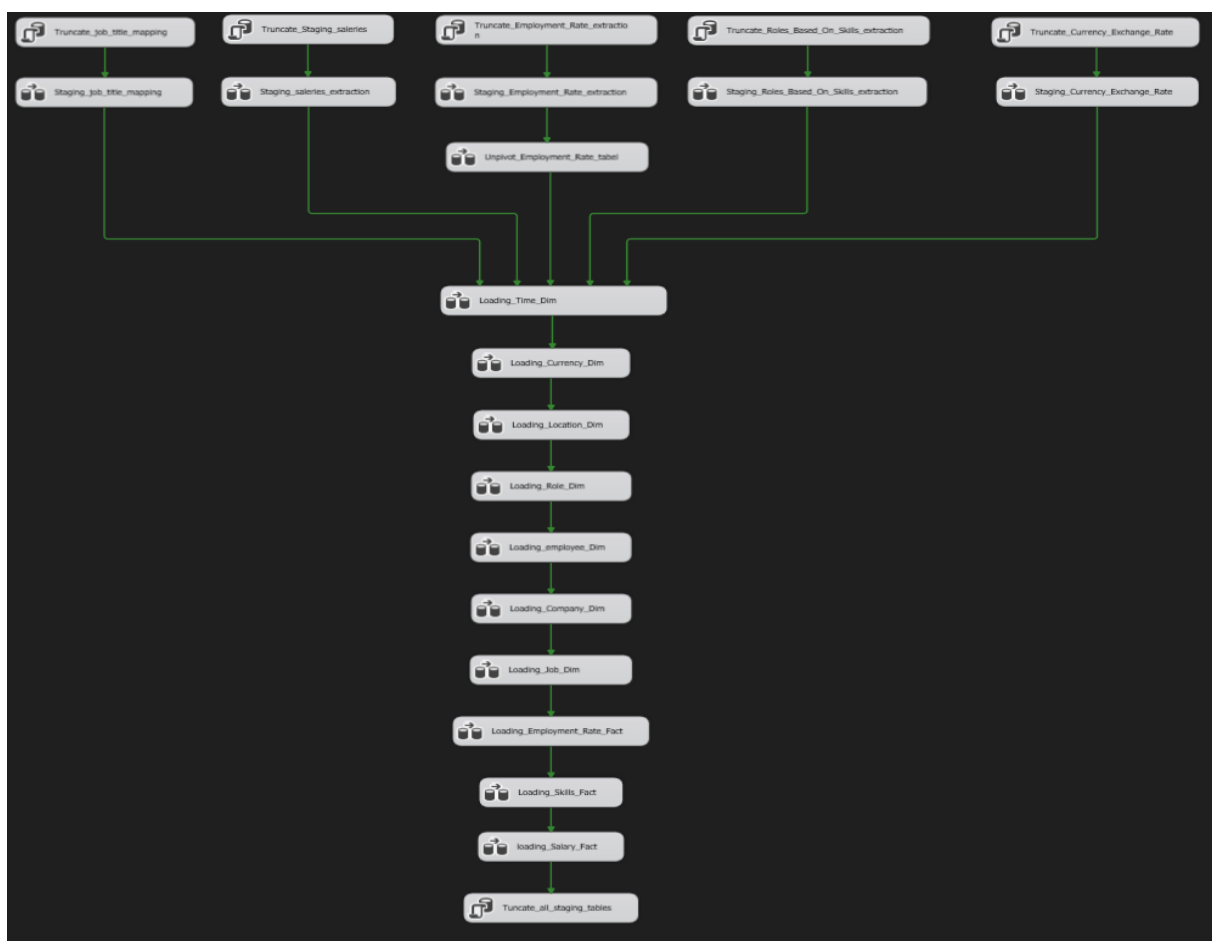 Truncate_job_title_mapping
Truncate_Staging_saleries
Truncate_Employment_Rate_extractio
n
Truncate_Roles_Based_On_Skills_extraction
Truncate_Currency_Exchange_Rate
Staging_job_title_mapping
Staging_saleries_extraction
Staging_Employment_Rate_extraction
Staging_Roles_Based_On_Skills_extraction
Staging_Currency_Exchange_Rate
Unpivot_Employment_Rate_tabel
Loading_Time_Dim
Loading_Currency_Dim
Loading_Location_Dim
Loading_Role_Dim
Loading_employee_Dim
Loading_Company_Dim
Loading_Job_Dim
Loading_Employment_Rate_Fact
Loading_Skills_Fact
loading_Salary_Fact
Tuncate_all_staging_tables